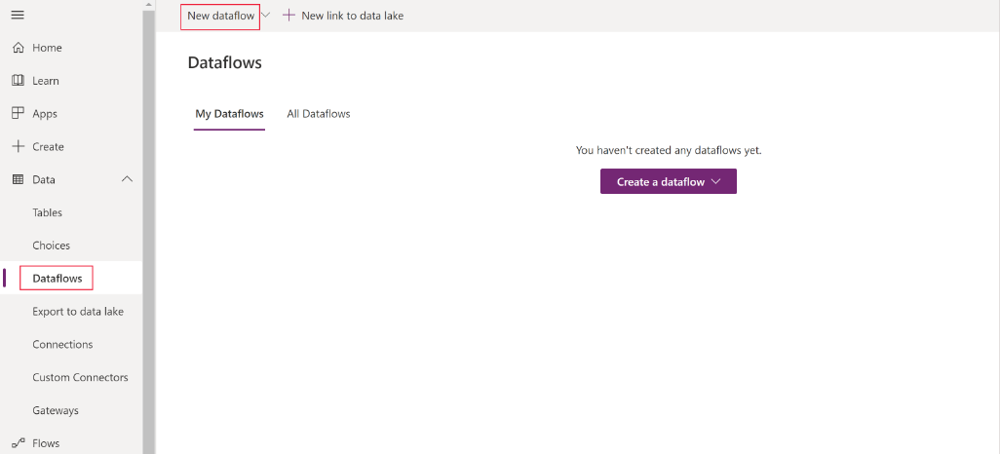 New dataflow
New link to data lake
Home
Learn
Apps
Create
Data
Tables
Choices
Dataflows
Export to data lake
Connections
Custom Connectors
Gateways
Flows
Dataflows
My Dataflows
All Dataflows
You haven't created any dataflows yet.
Create a dataflow